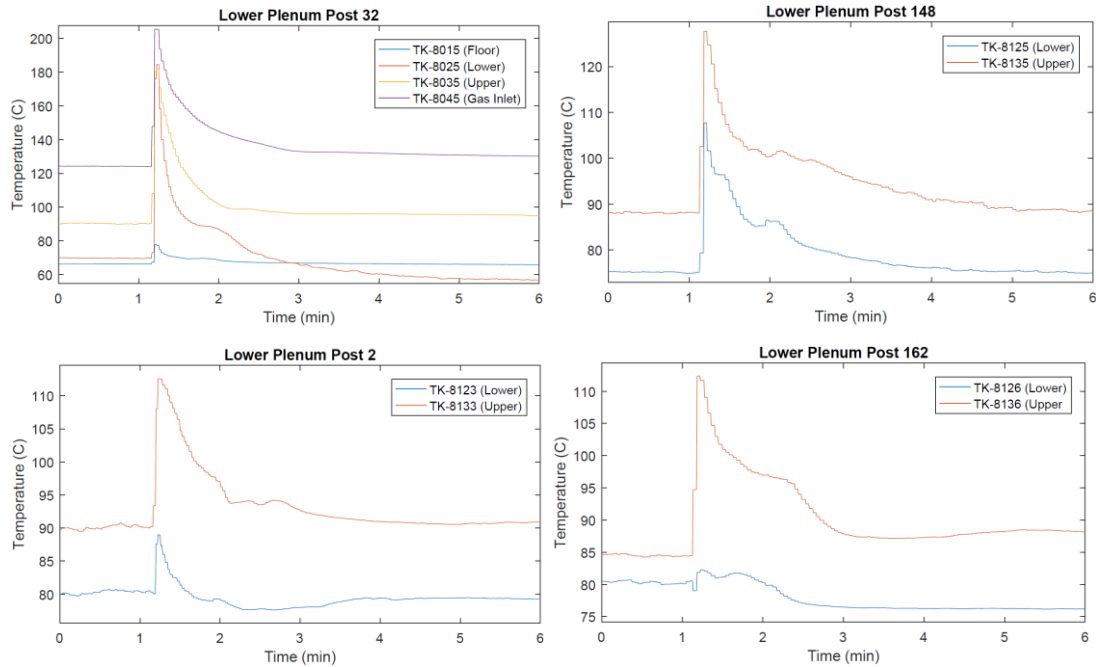 Lower Plenum Post 32
TK-8015 (Floor)
TK-8025 (Lower)
TK-8035 (Upper)
TK-8045 (Gas Inlet)
Temperature (C)
200
180
160
140
120
100
80
60
0 1 2 3 4 5 6
Time (min)
Lower Plenum Post 148
TK-8125 (Lower)
TK-8135 (Upper)
Temperature (C)
120
110
100
90
80
0 1 2 3 4 5 6
Time (min)
Lower Plenum Post 2
TK-8123 (Lower)
TK-8133 (Upper)
Temperature (C)
110
105
100
95
90
85
80
0 1 2 3 4 5 6
Time (min)
Lower Plenum Post 162
TK-8126 (Lower)
TK-8136 (Upper
Temperature (C)
110
105
100
95
90
85
80
75
0 1 2 3 4 5 6
Time (min)